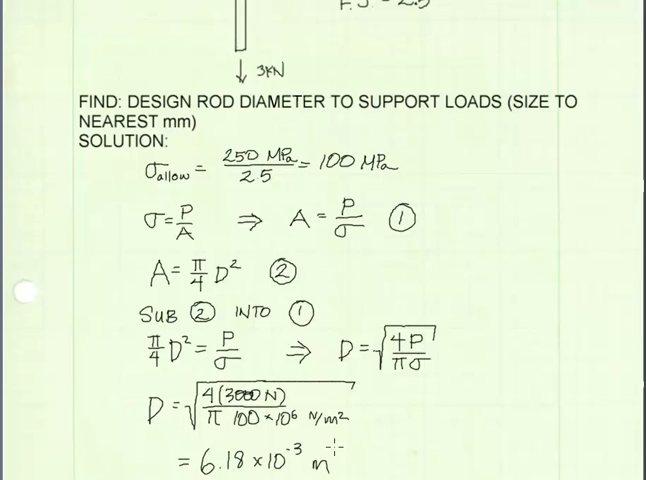 F.S. = 2.5
3KN
FIND: DESIGN ROD DIAMETER TO SUPPORT LOADS (SIZE TO
NEAREST mm)
SOLUTION:
σallow = 250 MPa / 2.5 = 100 MPa
σ = P/A ⇒ A = P/σ ①
A = π/4 D² ②
SUB ② INTO ①
π/4 D² = P/σ ⇒ D = √(4P/πσ)
D = √(4(3000 N) / π 100 × 10⁶ N/m²)
= 6.18 × 10⁻³ m